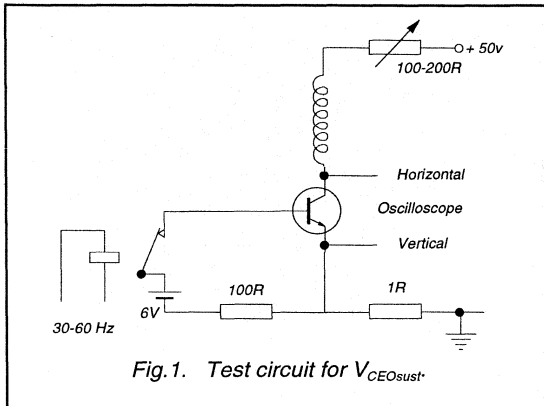 + 50v
100-200R
Horizontal
Oscilloscope
Vertical
100R
1R
6V
30-60 Hz
Fig.1. Test circuit for VCEOsust.